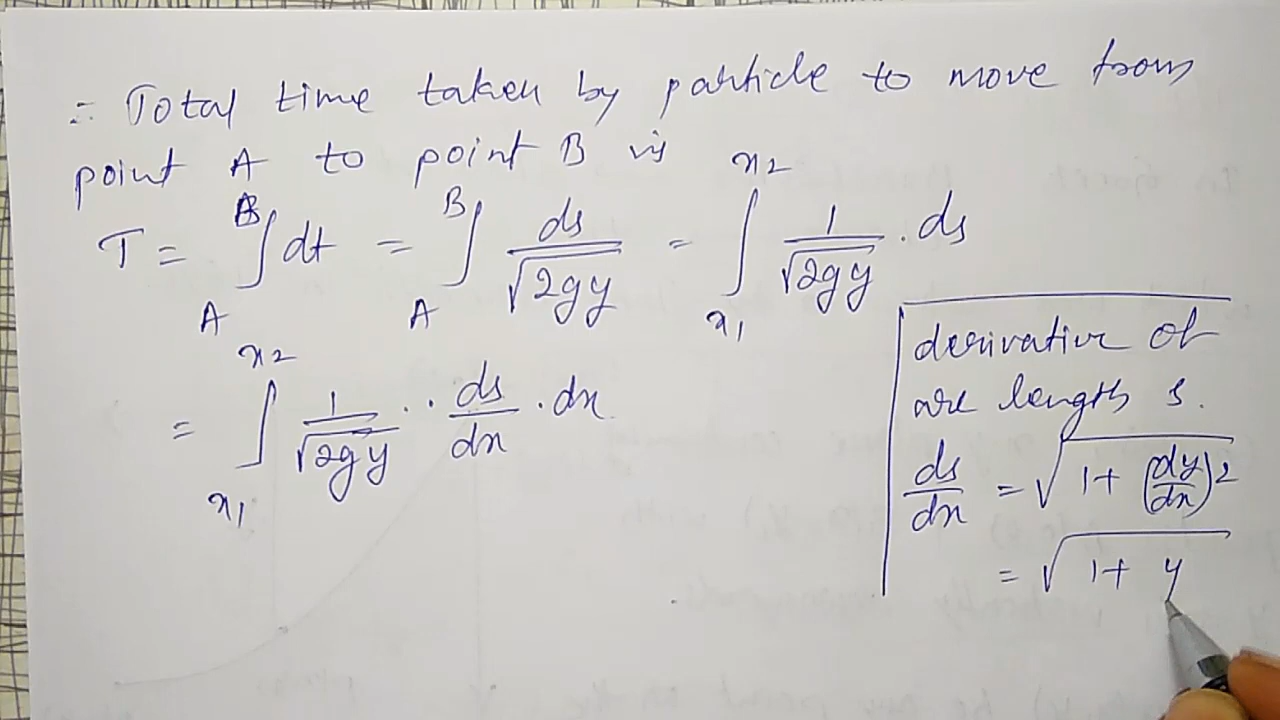 ∴ Total time taken by particle to move from
point A to point B is
T = ∫_A^B dt = ∫_A^B ds/√(2gy) = ∫_{x1}^{x2} 1/√(2gy) . ds
= ∫_{x1}^{x2} 1/√(2gy) . . ds/dx . dx
derivative of
arc length s.
ds/dx = √(1 + (dy/dx)²)
= √(1 + y